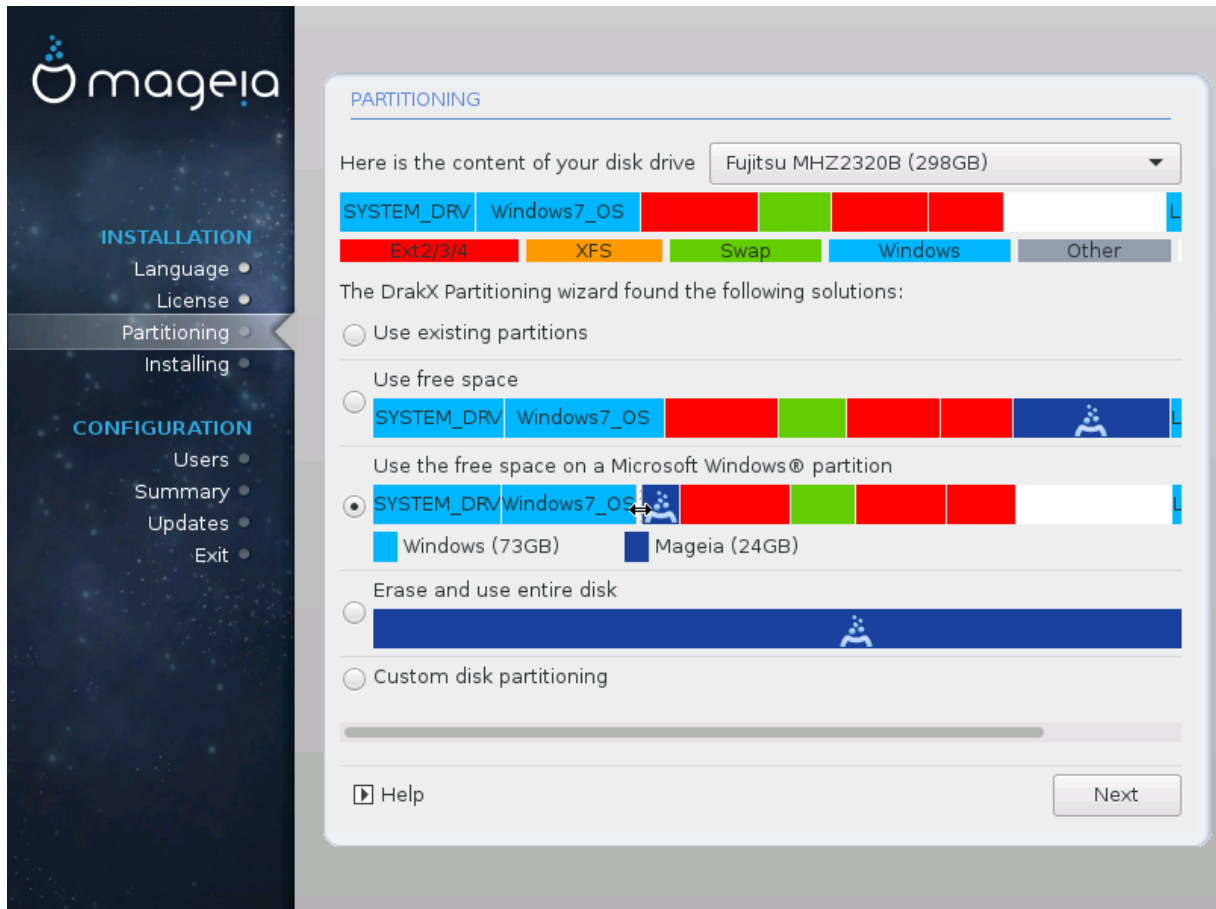 mageia
INSTALLATION
Language
License
Partitioning
Installing
CONFIGURATION
Users
Summary
Updates
Exit
PARTITIONING
Here is the content of your disk drive Fujitsu MHZ2320B (298GB)
SYSTEM_DRV Windows7_OS L
Ext2/3/4 XFS Swap Windows Other
The DrakX Partitioning wizard found the following solutions:
Use existing partitions
Use free space
SYSTEM_DRV Windows7_OS L
Use the free space on a Microsoft Windows® partition
SYSTEM_DRV Windows7_OS L
Windows (73GB) Mageia (24GB)
Erase and use entire disk
Custom disk partitioning
Help Next